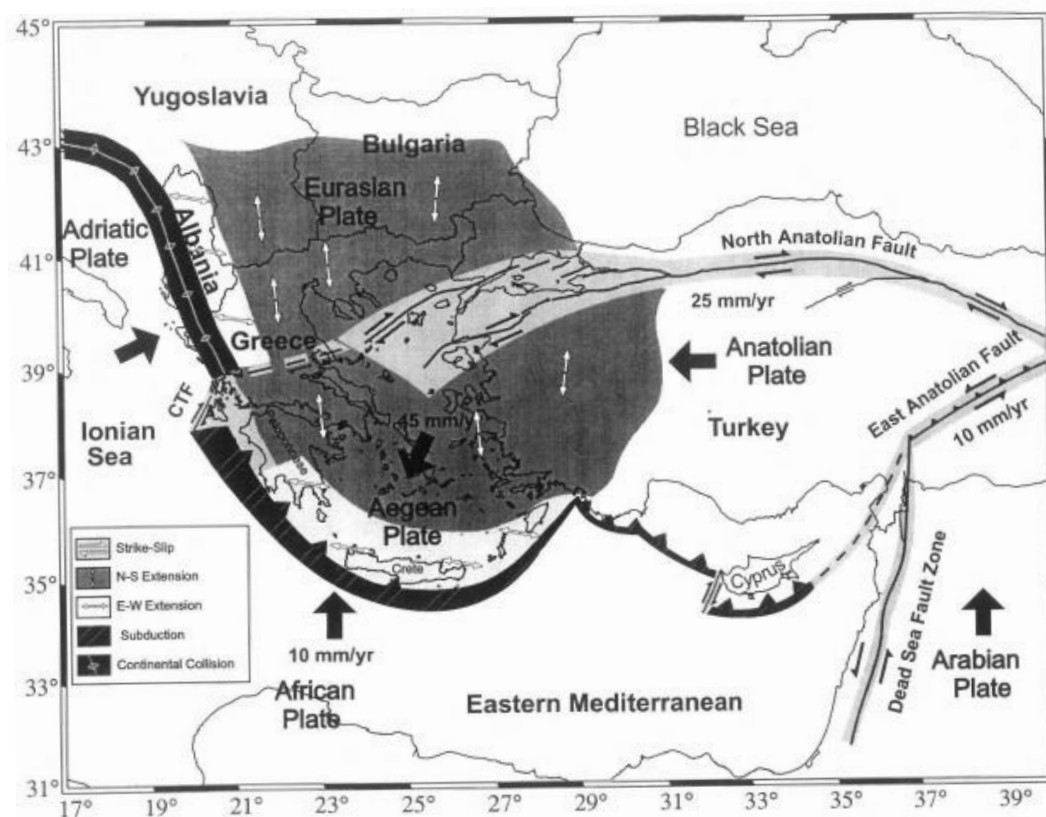 45°
43°
41°
39°
37°
35°
33°
31°
17°
19°
21°
23°
25°
27°
29°
31°
33°
35°
37°
39°
Yugoslavia
Bulgaria
Black Sea
Eurasian
Plate
Adriatic
Plate
Albania
North Anatolian Fault
25 mm/yr
Greece
Anatolian
Plate
East Anatolian Fault
10 mm/yr
CTF
Ionian
Sea
Peloponnese
45 mm/y
Turkey
Aegean
Plate
Crete
Cyprus
Dead Sea Fault Zone
Strike-Slip
N-S Extension
E-W Extension
Subduction
Continental Collision
10 mm/yr
African
Plate
Eastern Mediterranean
Arabian
Plate